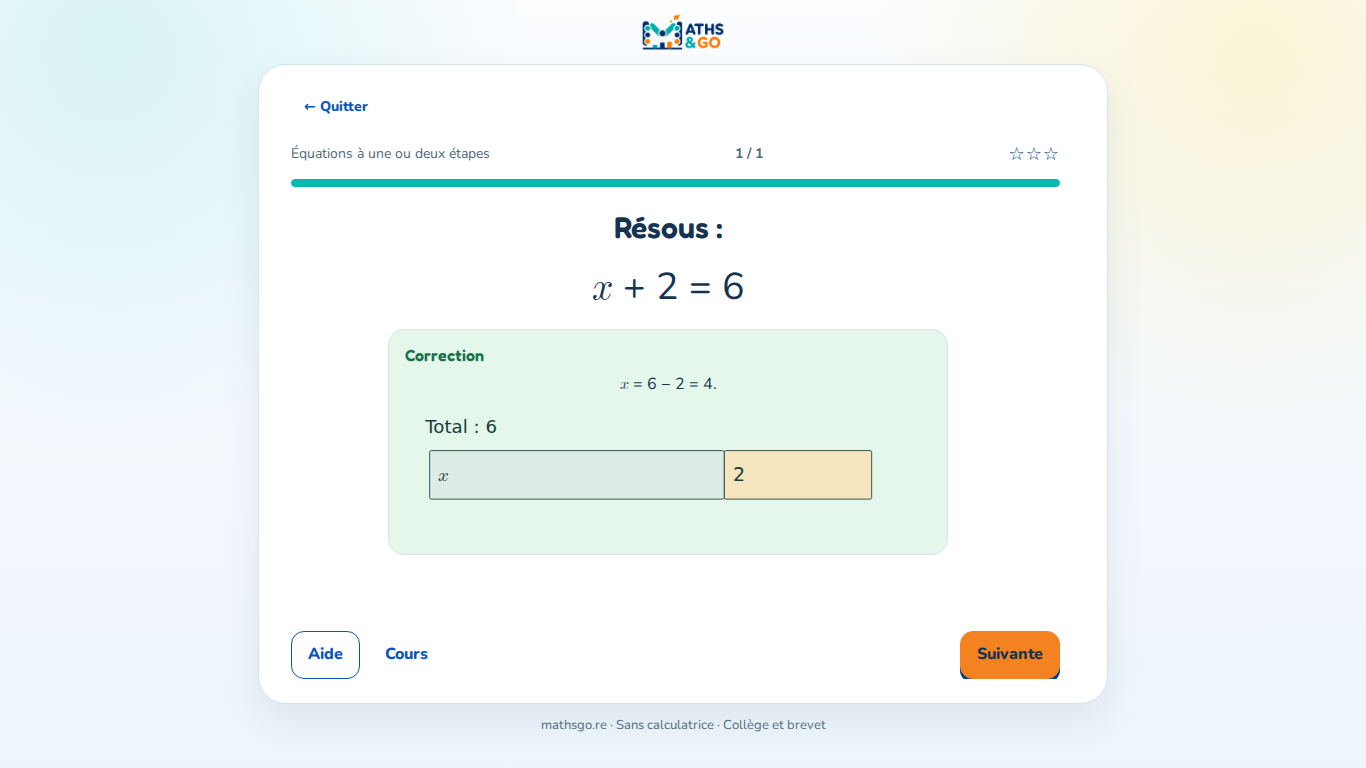 MATHS
&GO
← Quitter
Équations à une ou deux étapes
1 / 1
☆☆☆
Résous :
x + 2 = 6
Correction
x = 6 − 2 = 4.
Total : 6
x
2
Aide
Cours
Suivante
mathsgo.re · Sans calculatrice · Collège et brevet